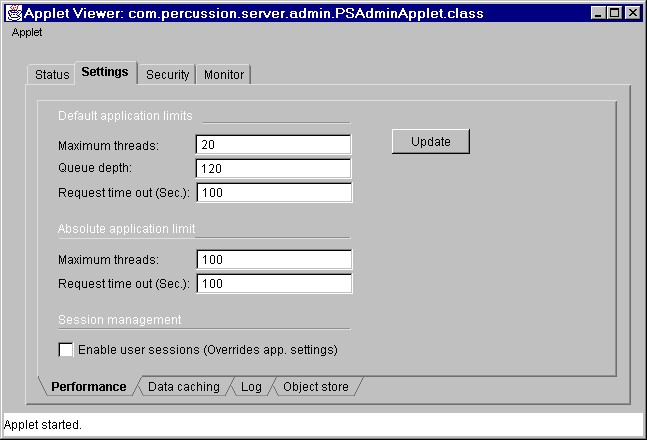 Applet Viewer: com.percussion.server.admin.PSAdminApplet.class
Applet
Status Settings Security Monitor
Default application limits
Maximum threads: 20 Update
Queue depth: 120
Request time out (Sec.): 100
Absolute application limit
Maximum threads: 100
Request time out (Sec.): 100
Session management
Enable user sessions (Overrides app. settings)
Performance Data caching Log Object store
Applet started.